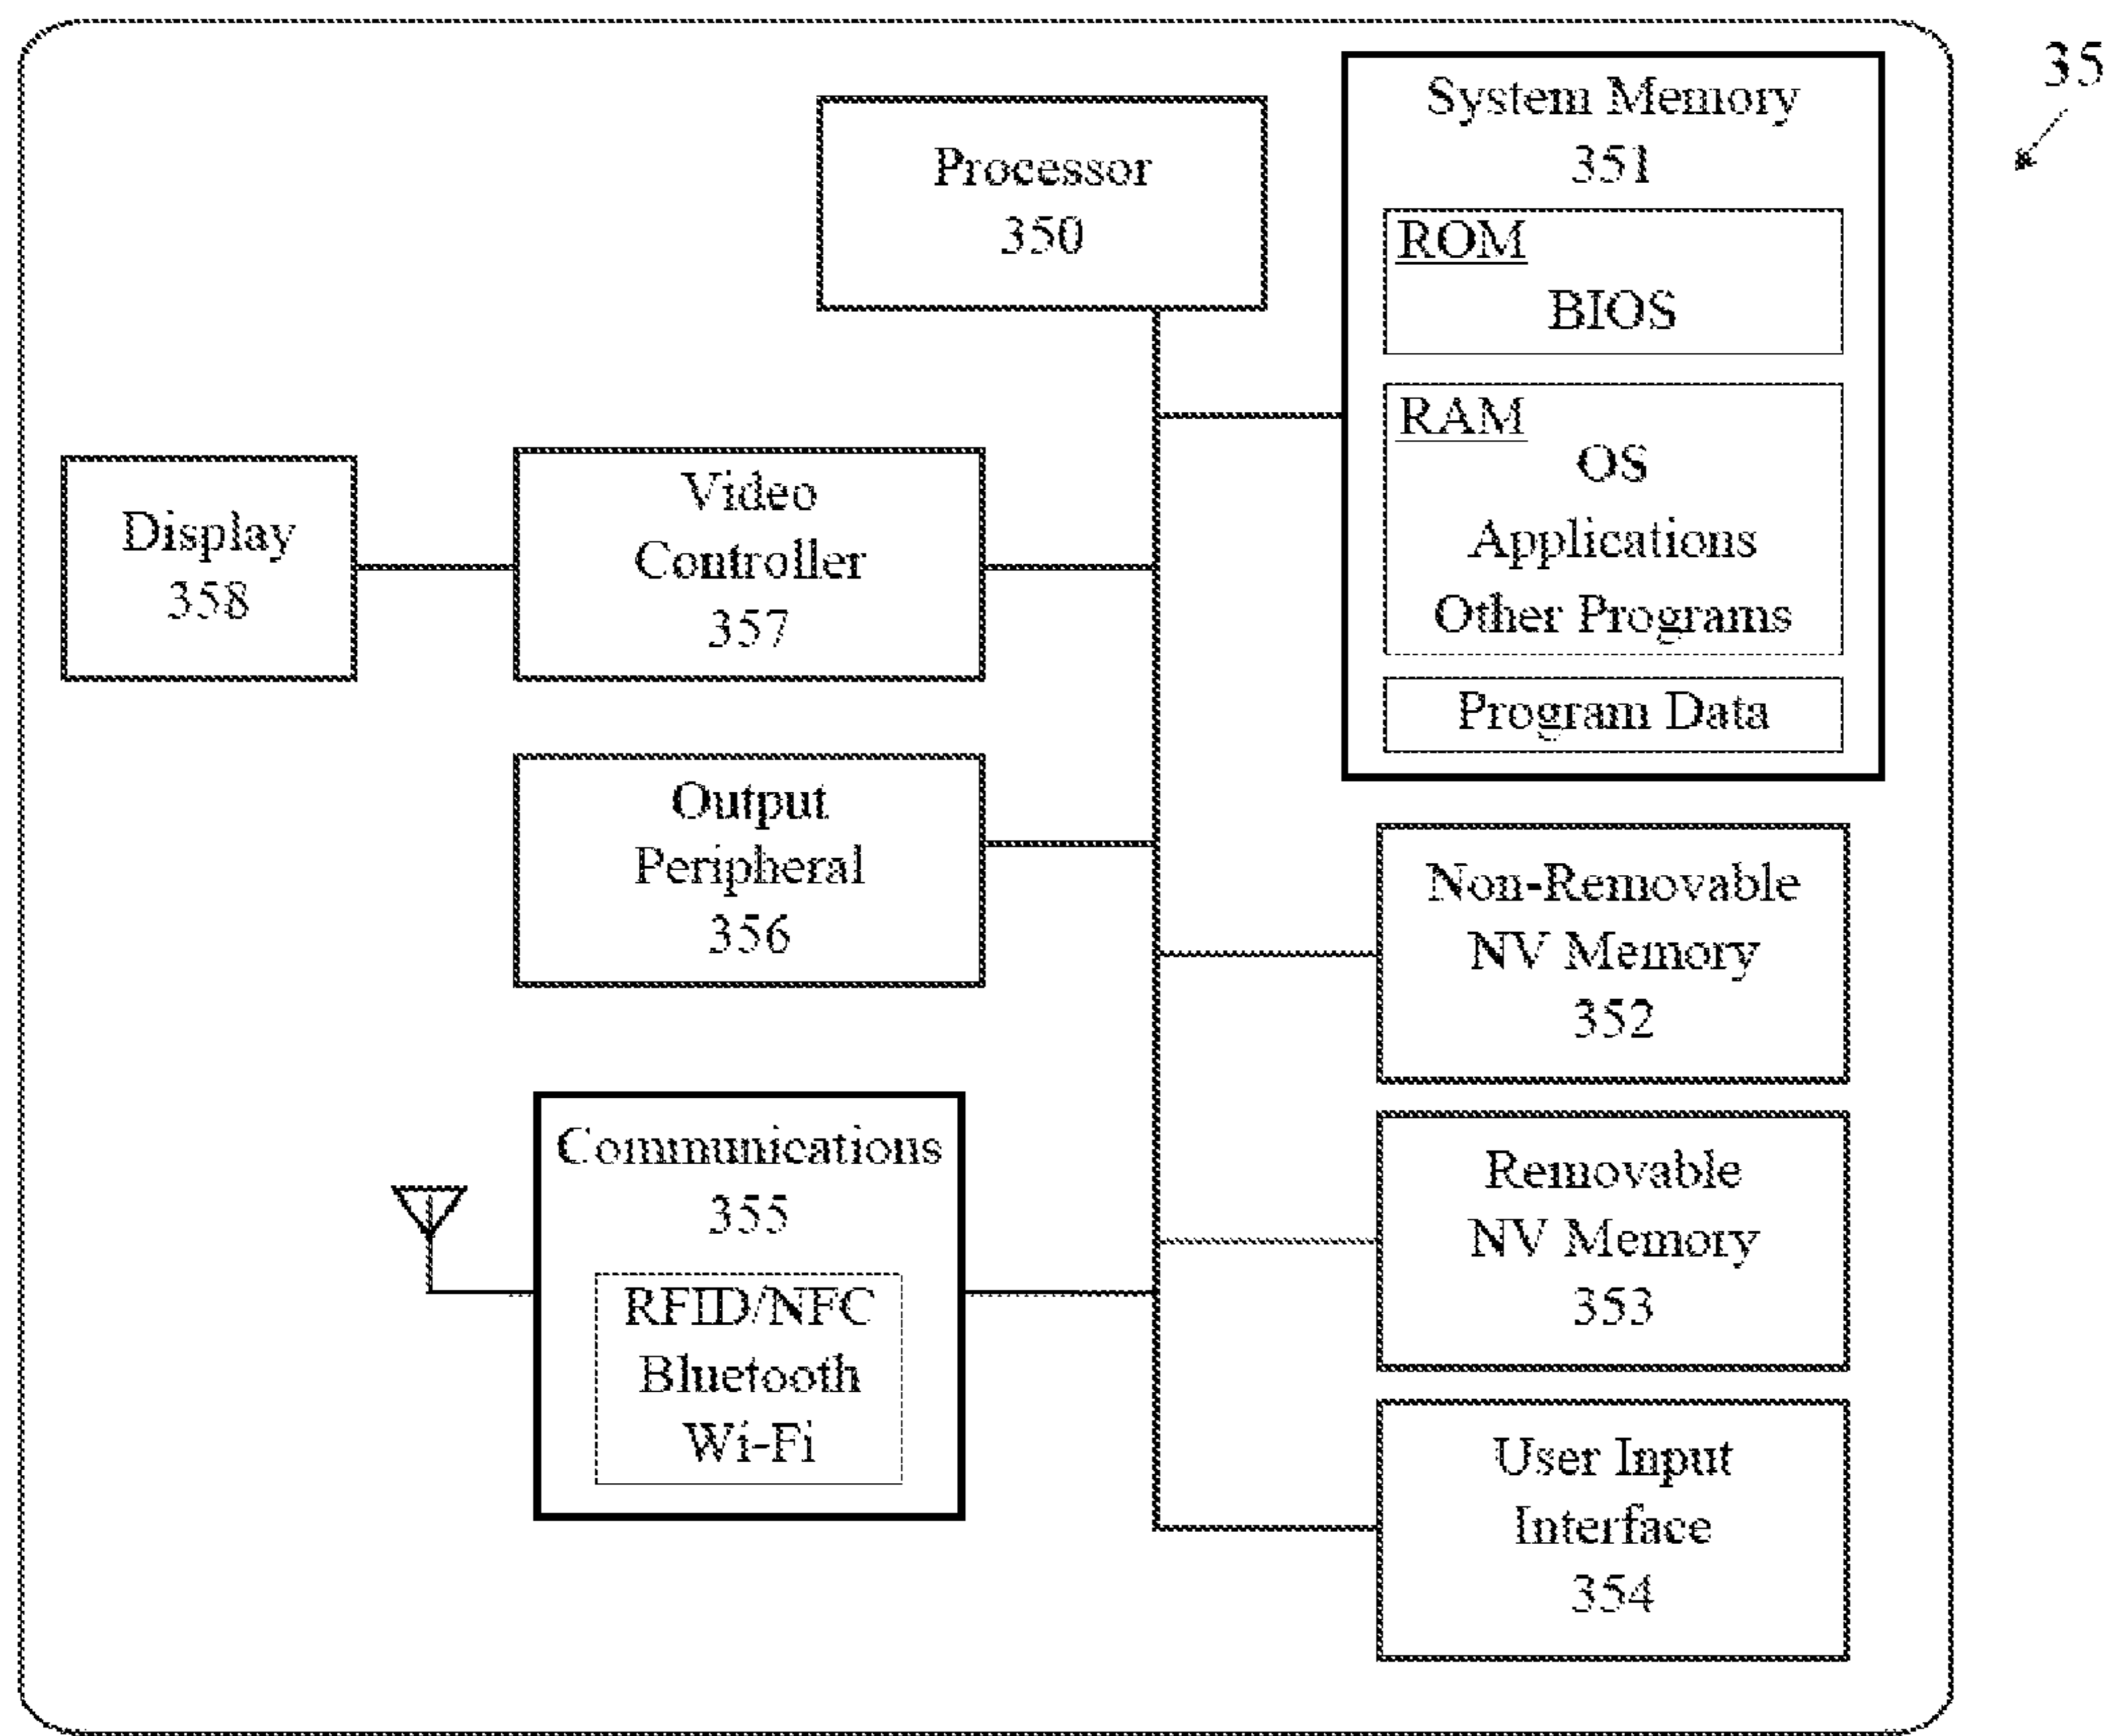 35
Processor
350
System Memory
351
ROM
BIOS
RAM
OS
Applications
Other Programs
Program Data
Display
358
Video
Controller
357
Output
Peripheral
356
Non-Removable
NV Memory
352
Communications
355
RFID/NFC
Bluetooth
Wi-Fi
Removable
NV Memory
353
User Input
Interface
354